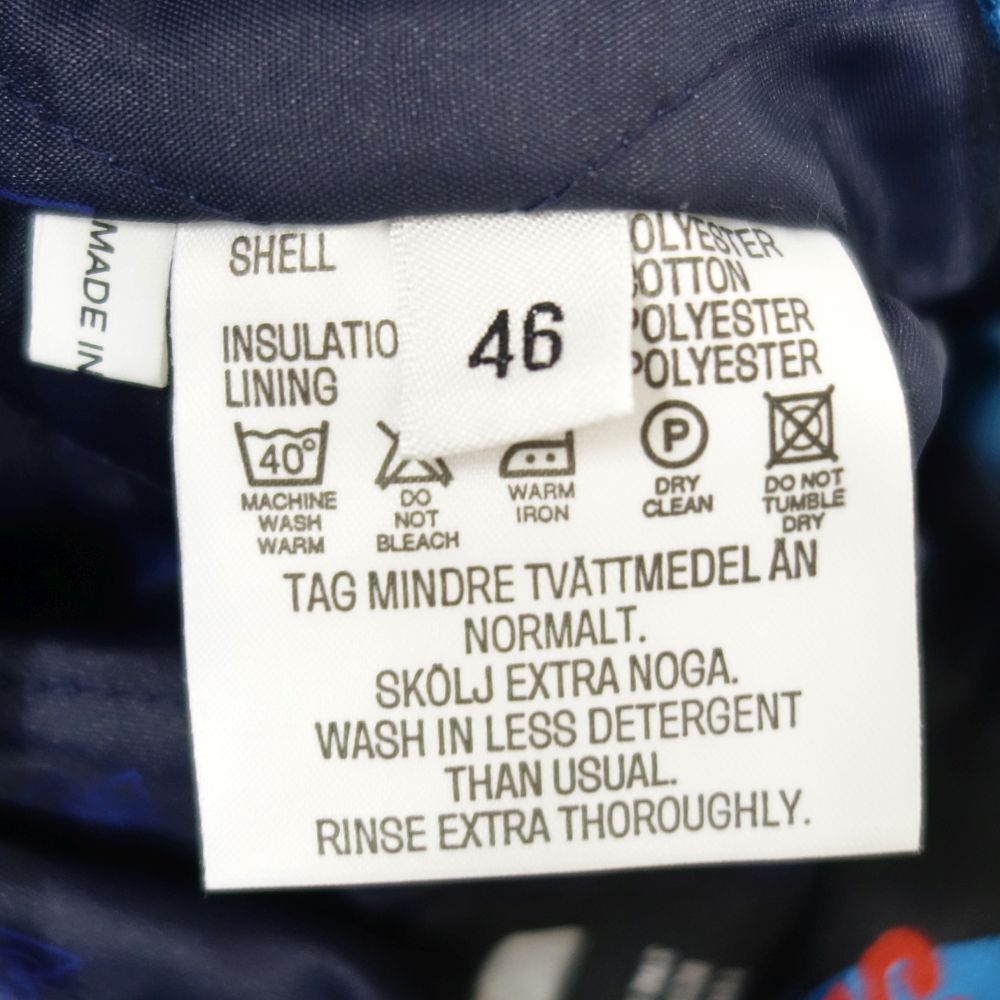 MADE IN
SHELL
POLYESTER
COTTON
INSULATIO POLYESTER
LINING POLYESTER
46
40°
P
MACHINE WASH WARM
DO NOT BLEACH
WARM IRON
DRY CLEAN
DO NOT TUMBLE DRY
TAG MINDRE TVÄTTMEDEL ÄN
NORMALT.
SKÖLJ EXTRA NOGA.
WASH IN LESS DETERGENT
THAN USUAL.
RINSE EXTRA THOROUGHLY.